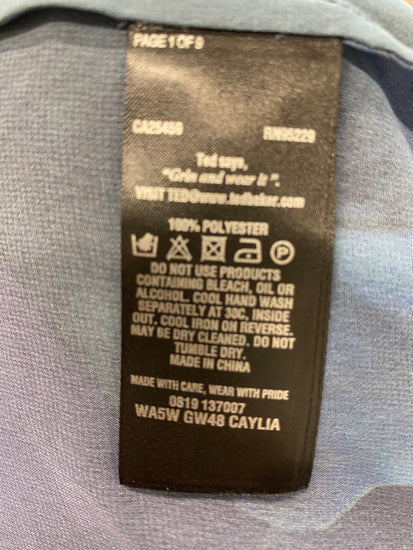 PAGE 1 OF 9
CA25459 RN95223
Ted says,
"Grin and wear it".
VISIT TED@www.tedbaker.com
100% POLYESTER
DO NOT USE PRODUCTS
CONTAINING BLEACH, OIL OR
ALCOHOL. COOL HAND WASH
SEPARATELY AT 30C, INSIDE
OUT. COOL IRON ON REVERSE.
MAY BE DRY CLEANED. DO NOT
TUMBLE DRY.
MADE IN CHINA
MADE WITH CARE, WEAR WITH PRIDE
0819 137007
WA5W GW48 CAYLIA